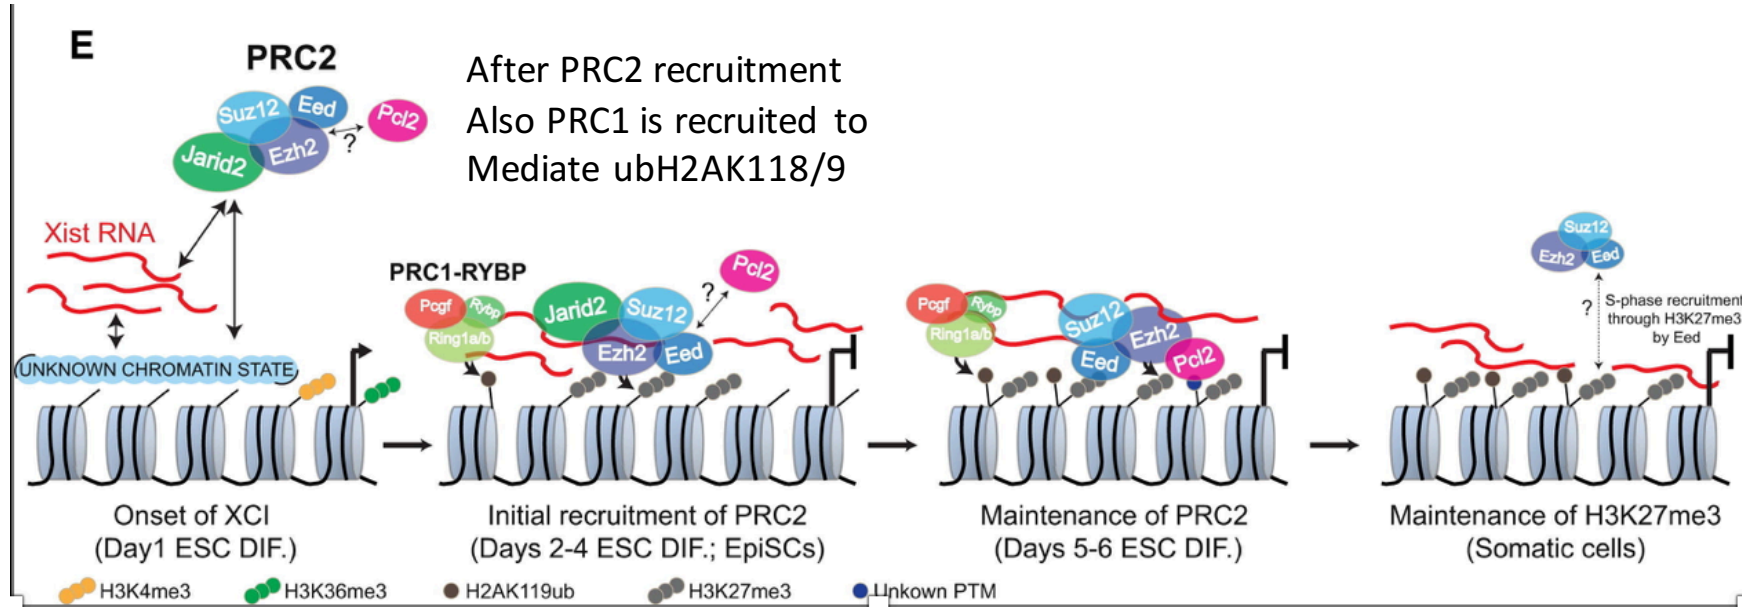 E
PRC2
After PRC2 recruitment
Also PRC1 is recruited to
Mediate ubH2AK118/9
Suz12
Eed
Pcl2
?
Jarid2
Ezh2
Xist RNA
UNKNOWN CHROMATIN STATE
PRC1-RYBP
Pcgf
Rybp
Ring1a/b
Jarid2
Suz12
?
Pcl2
Ezh2
Eed
Pcgf
Rybp
Ring1a/b
Suz12
Ezh2
Eed
Pcl2
Suz12
Ezh2
Eed
?
S-phase recruitment
through H3K27me3
by Eed
Onset of XCI
(Day1 ESC DIF.)
Initial recruitment of PRC2
(Days 2-4 ESC DIF.; EpiSCs)
Maintenance of PRC2
(Days 5-6 ESC DIF.)
Maintenance of H3K27me3
(Somatic cells)
H3K4me3
H3K36me3
H2AK119ub
H3K27me3
Unkown PTM